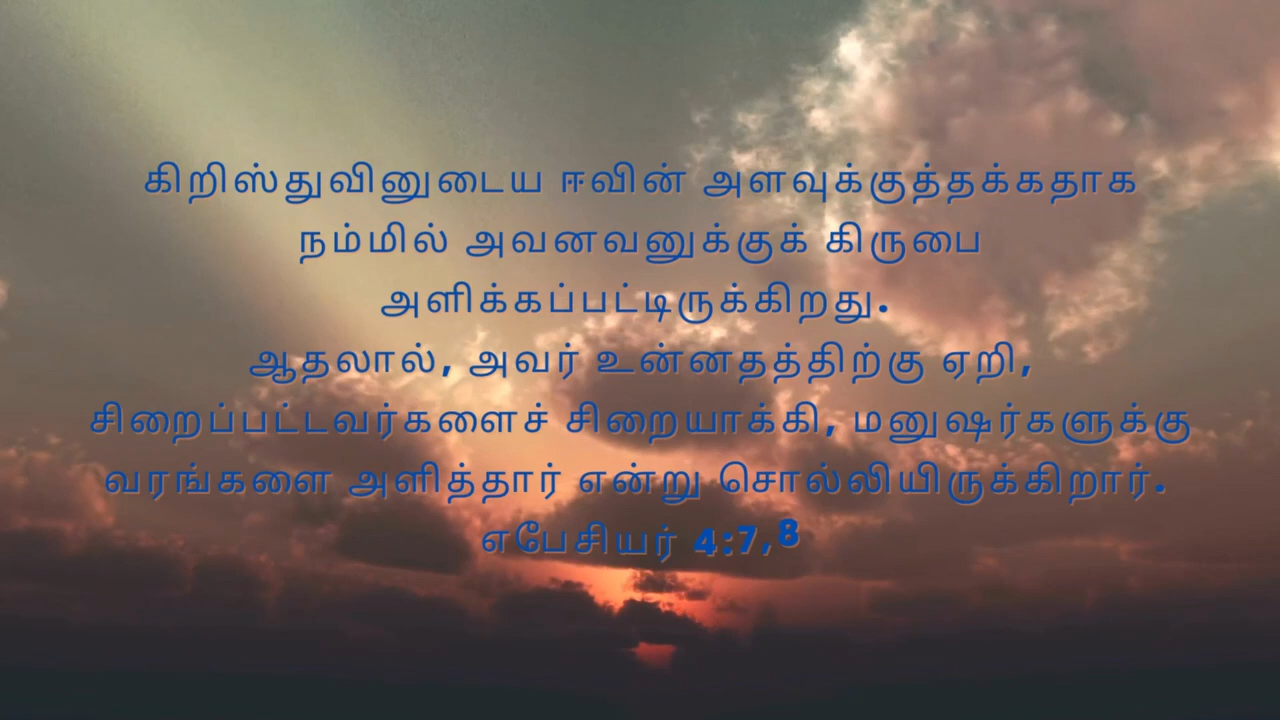 கிறிஸ்துவினுடைய ஈவின் அளவுக்குத்தக்கதாக
நம்மில் அவனவனுக்குக் கிருபை
அளிக்கப்பட்டிருக்கிறது.
ஆதலால், அவர் உன்னதத்திற்கு ஏறி,
சிறைப்பட்டவர்களைச் சிறையாக்கி, மனுஷர்களுக்கு
வரங்களை அளித்தார் என்று சொல்லியிருக்கிறார்.
எபேசியர் 4:7,8